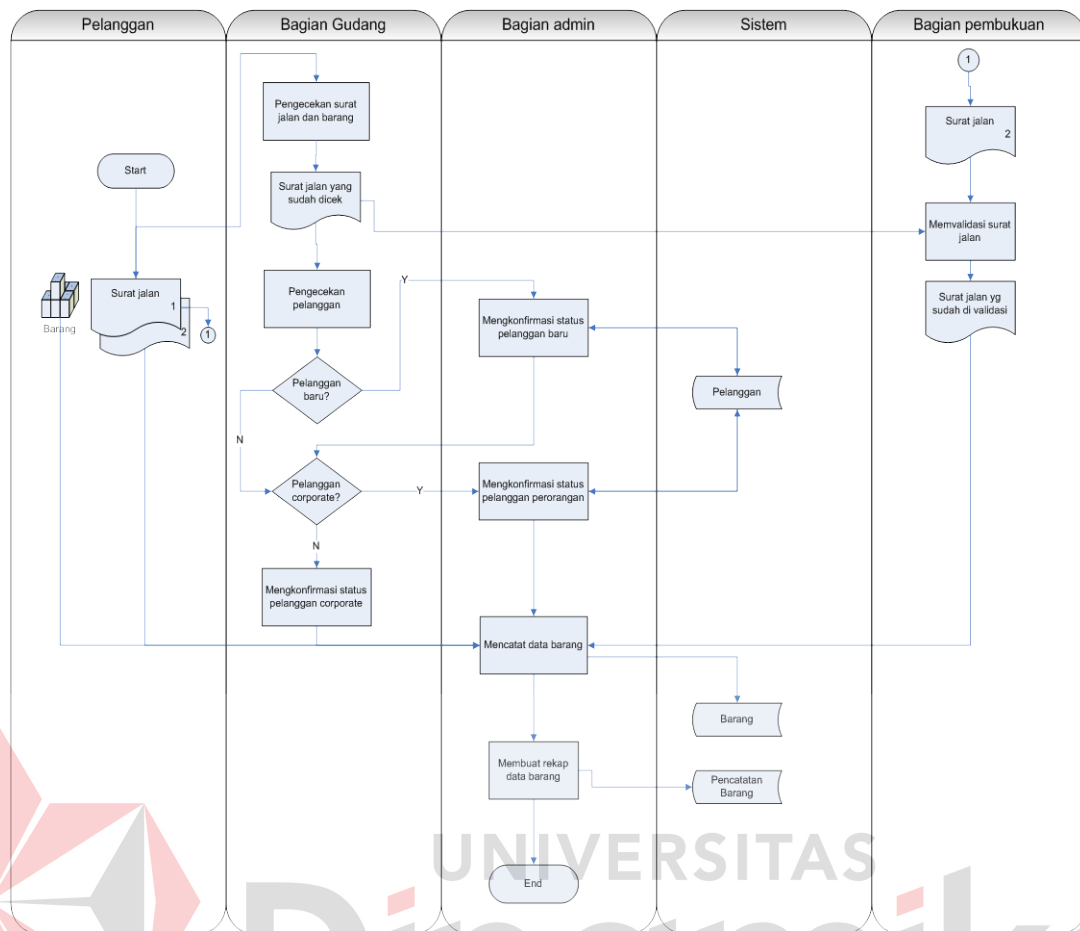 Pelanggan
Bagian Gudang
Bagian admin
Sistem
Bagian pembukuan
Start
Barang
Surat jalan
1
2
1
Pengecekan surat
jalan dan barang
Surat jalan yang
sudah dicek
Pengecekan
pelanggan
Pelanggan
baru?
Y
N
Pelanggan
corporate?
Y
N
Mengkonfirmasi status
pelanggan corporate
Mengkonfirmasi status
pelanggan baru
Mengkonfirmasi status
pelanggan perorangan
Mencatat data barang
Membuat rekap
data barang
End
Pelanggan
Barang
Pencatatan
Barang
1
Surat jalan
2
Memvalidasi surat
jalan
Surat jalan yg
sudah di validasi
UNIVERSITAS